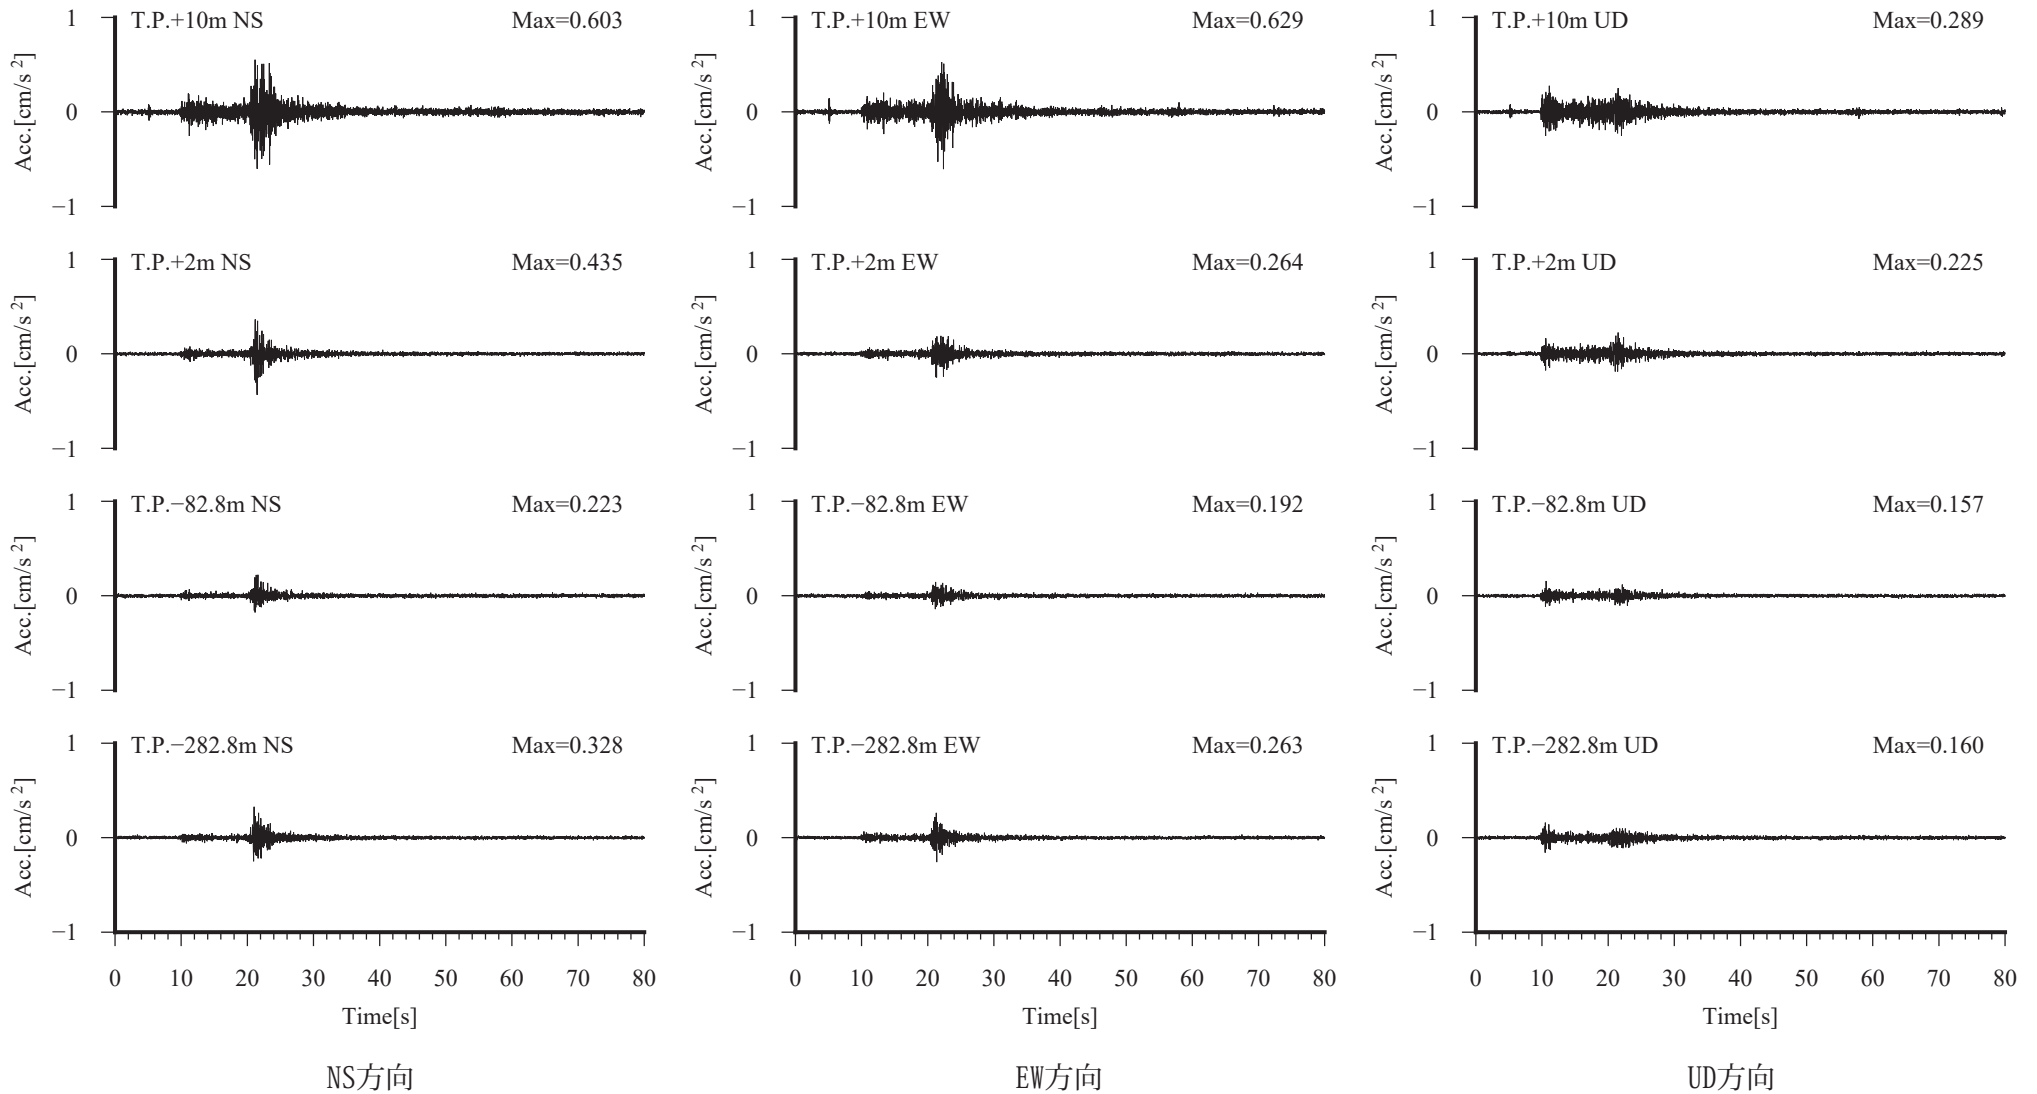 T.P.+10m NS Max=0.603
1
0
−1
Acc.[cm/s²]
T.P.+2m NS Max=0.435
1
0
−1
Acc.[cm/s²]
T.P.−82.8m NS Max=0.223
1
0
−1
Acc.[cm/s²]
T.P.−282.8m NS Max=0.328
1
0
−1
Acc.[cm/s²]
0 10 20 30 40 50 60 70 80
Time[s]
NS方向
T.P.+10m EW Max=0.629
1
0
−1
Acc.[cm/s²]
T.P.+2m EW Max=0.264
1
0
−1
Acc.[cm/s²]
T.P.−82.8m EW Max=0.192
1
0
−1
Acc.[cm/s²]
T.P.−282.8m EW Max=0.263
1
0
−1
Acc.[cm/s²]
0 10 20 30 40 50 60 70 80
Time[s]
EW方向
T.P.+10m UD Max=0.289
1
0
−1
Acc.[cm/s²]
T.P.+2m UD Max=0.225
1
0
−1
Acc.[cm/s²]
T.P.−82.8m UD Max=0.157
1
0
−1
Acc.[cm/s²]
T.P.−282.8m UD Max=0.160
1
0
−1
Acc.[cm/s²]
0 10 20 30 40 50 60 70 80
Time[s]
UD方向